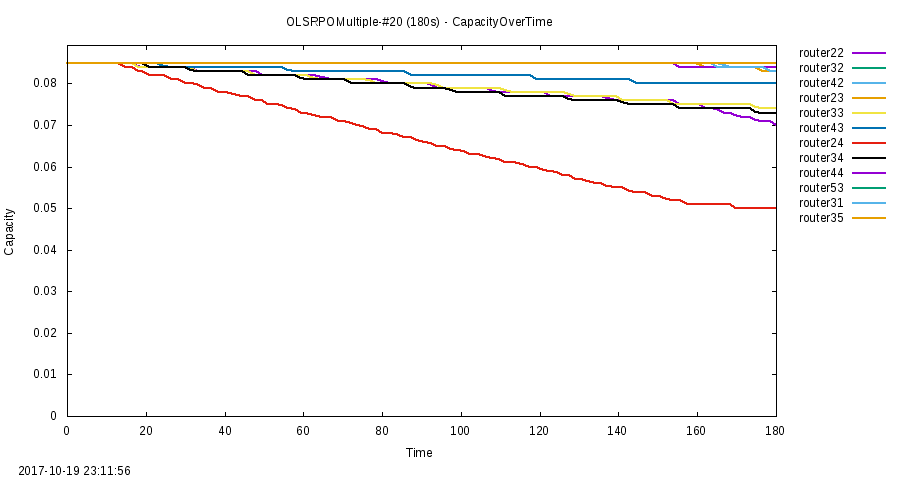 OLSRPOMultiple-#20 (180s) - CapacityOverTime
Capacity
0.08
0.07
0.06
0.05
0.04
0.03
0.02
0.01
0
0 20 40 60 80 100 120 140 160 180
Time
router22
router32
router42
router23
router33
router43
router24
router34
router44
router53
router31
router35
2017-10-19 23:11:56